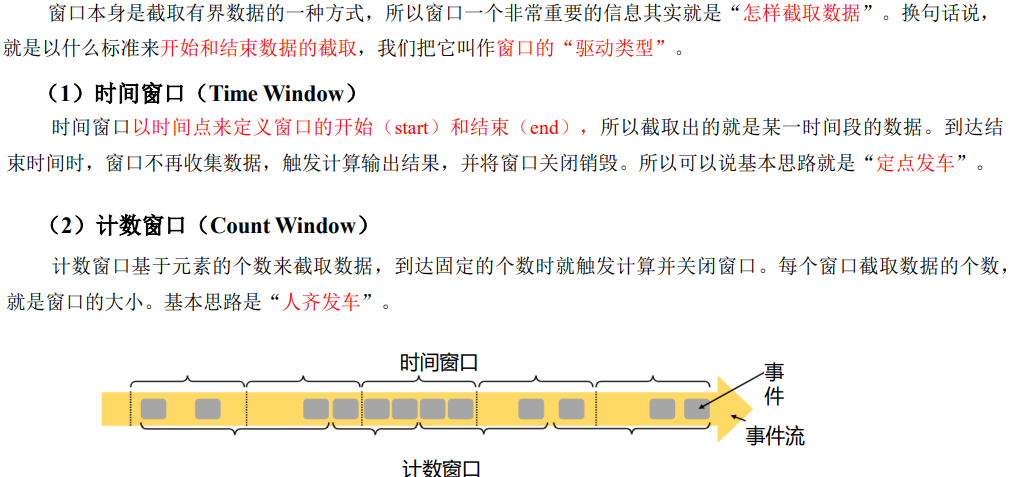 窗口本身是截取有界数据的一种方式，所以窗口一个非常重要的信息其实就是“怎样截取数据”。换句话说，
就是以什么标准来开始和结束数据的截取，我们把它叫作窗口的“驱动类型”。
（1）时间窗口（Time Window）
时间窗口以时间点来定义窗口的开始（start）和结束（end），所以截取出的就是某一时间段的数据。到达结
束时间时，窗口不再收集数据，触发计算输出结果，并将窗口关闭销毁。所以可以说基本思路就是“定点发车”。
（2）计数窗口（Count Window）
计数窗口基于元素的个数来截取数据，到达固定的个数时就触发计算并关闭窗口。每个窗口截取数据的个数，
就是窗口的大小。基本思路是“人齐发车”。
时间窗口
事
件
事件流
计数窗口